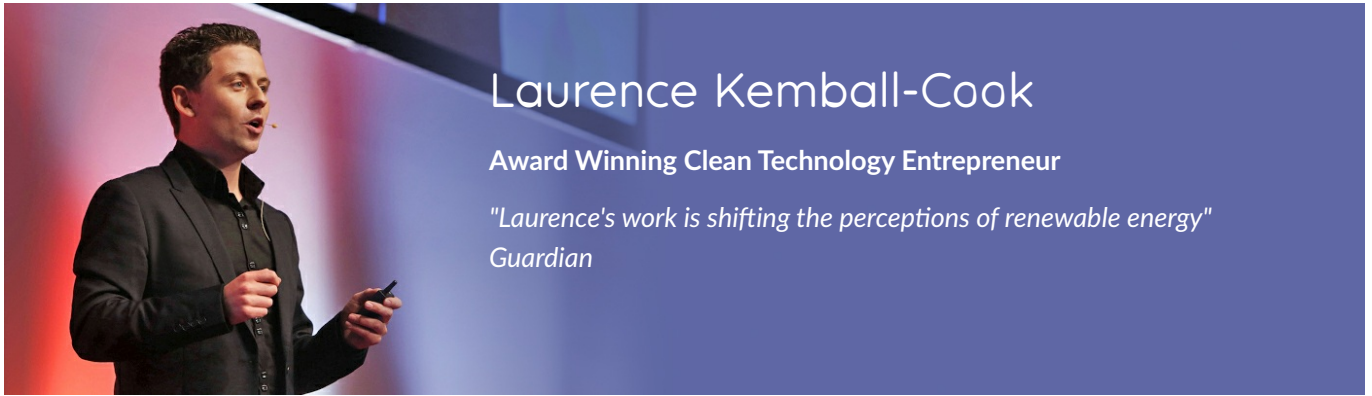 Laurence Kemball-Cook
Award Winning Clean Technology Entrepreneur
"Laurence's work is shifting the perceptions of renewable energy"
Guardian